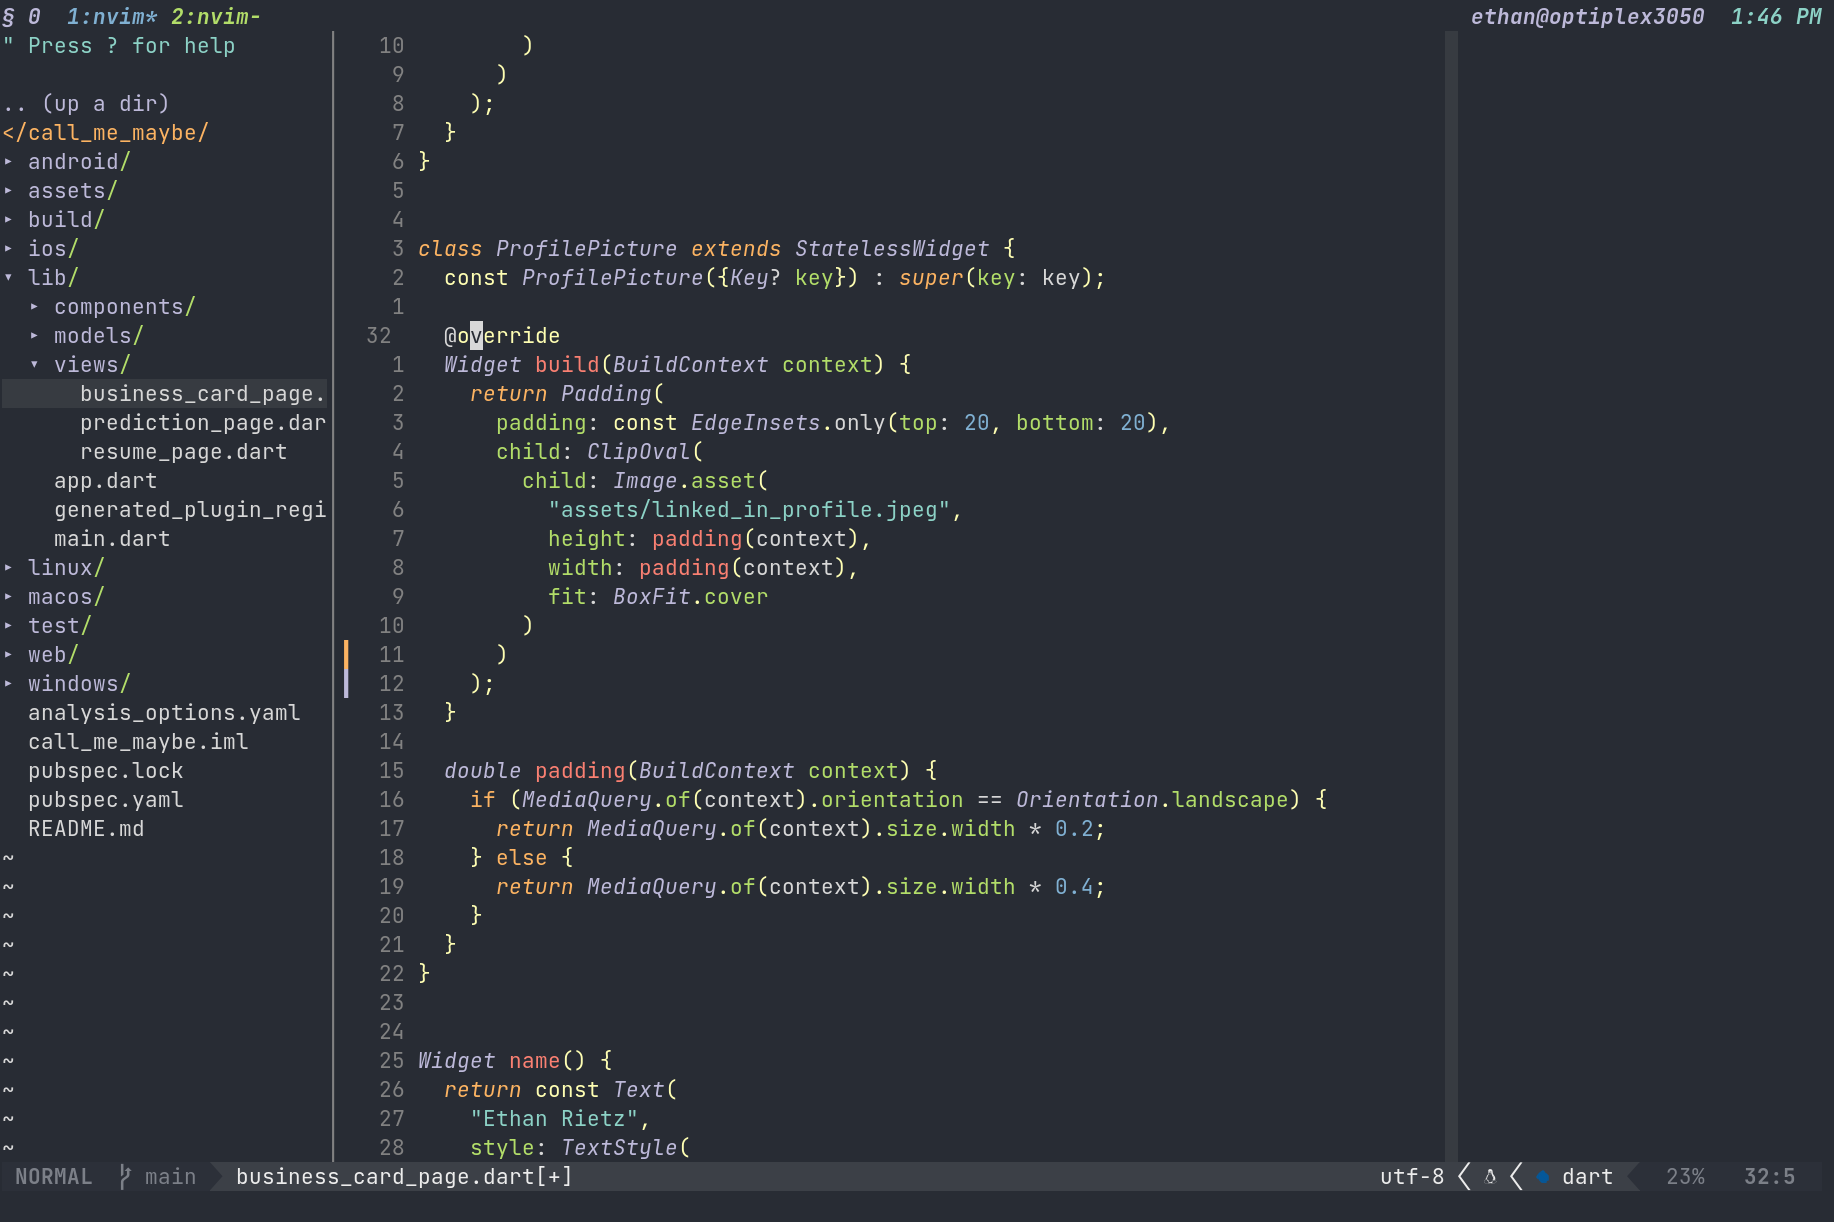 § 0  1:nvim* 2:nvim-
ethan@optiplex3050  1:46 PM
" Press ? for help
.. (up a dir)
</call_me_maybe/
▸ android/
▸ assets/
▸ build/
▸ ios/
▾ lib/
  ▸ components/
  ▸ models/
  ▾ views/
      business_card_page.
      prediction_page.dar
      resume_page.dart
    app.dart
    generated_plugin_regi
    main.dart
▸ linux/
▸ macos/
▸ test/
▸ web/
▸ windows/
  analysis_options.yaml
  call_me_maybe.iml
  pubspec.lock
  pubspec.yaml
  README.md
~
~
~
~
~
~
~
~
~
~
~
 10         )
  9       )
  8     );
  7   }
  6 }
  5
  4
  3 class ProfilePicture extends StatelessWidget {
  2   const ProfilePicture({Key? key}) : super(key: key);
  1
32    @override
  1   Widget build(BuildContext context) {
  2     return Padding(
  3       padding: const EdgeInsets.only(top: 20, bottom: 20),
  4       child: ClipOval(
  5         child: Image.asset(
  6           "assets/linked_in_profile.jpeg",
  7           height: padding(context),
  8           width: padding(context),
  9           fit: BoxFit.cover
 10         )
 11       )
 12     );
 13   }
 14
 15   double padding(BuildContext context) {
 16     if (MediaQuery.of(context).orientation == Orientation.landscape) {
 17       return MediaQuery.of(context).size.width * 0.2;
 18     } else {
 19       return MediaQuery.of(context).size.width * 0.4;
 20     }
 21   }
 22 }
 23
 24
 25 Widget name() {
 26   return const Text(
 27     "Ethan Rietz",
 28     style: TextStyle(
NORMAL  main  business_card_page.dart[+]
utf-8  dart  23%  32:5